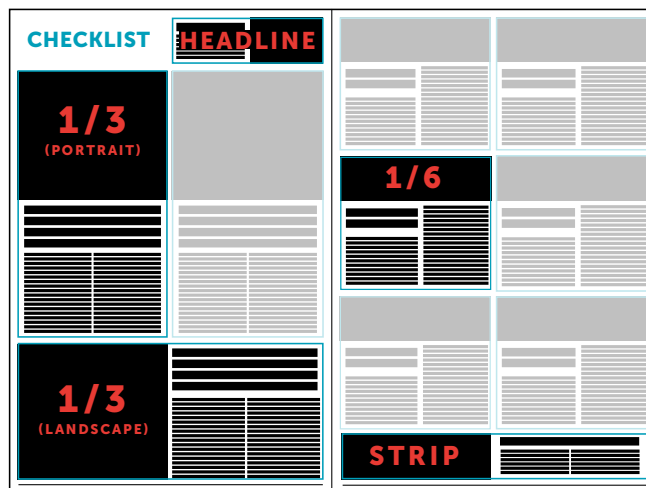 CHECKLIST
HEADLINE
1/3
(PORTRAIT)
1/3
(LANDSCAPE)
1/6
STRIP